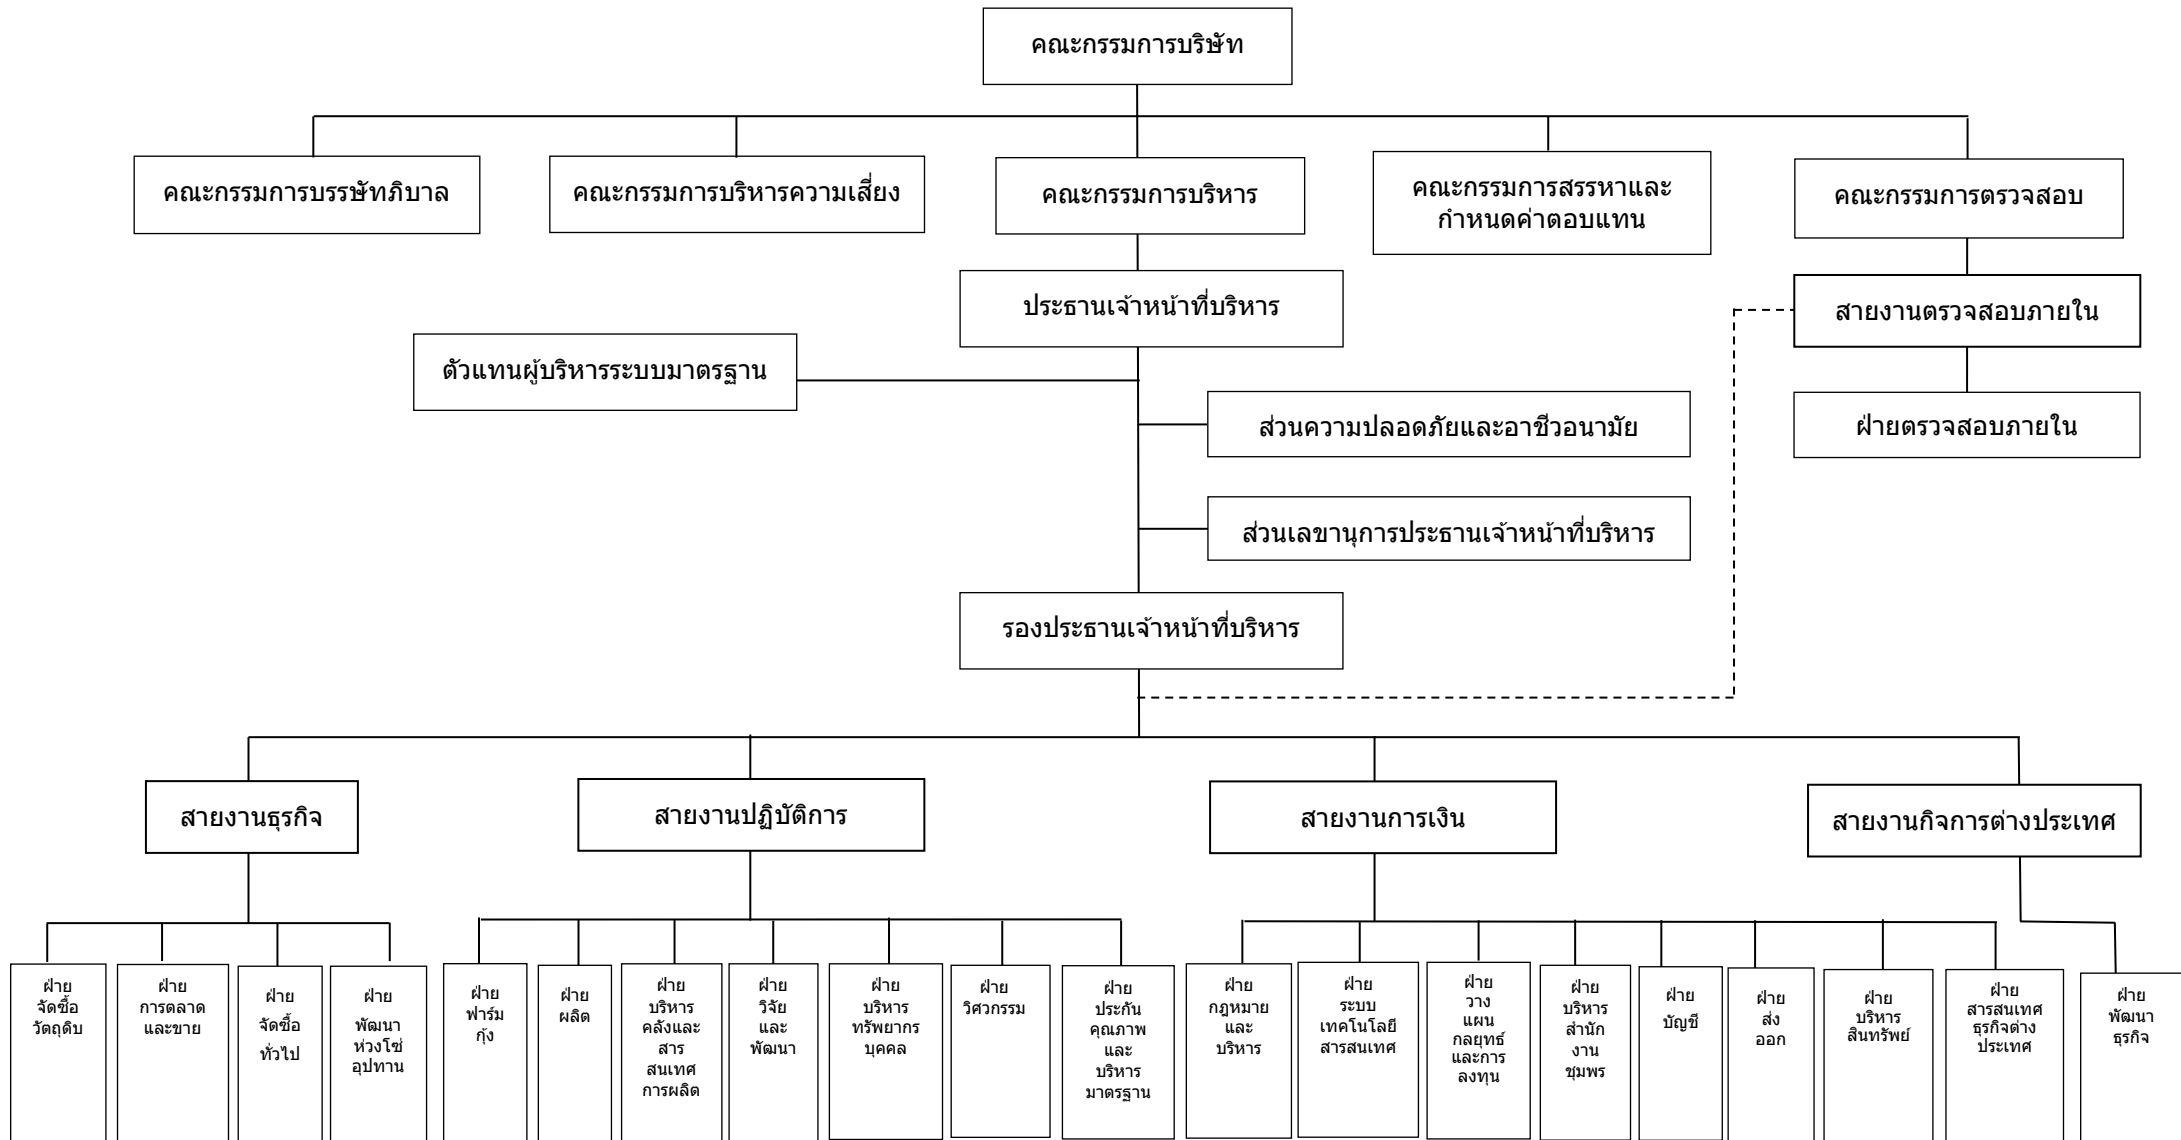 คณะกรรมการบริษัท
คณะกรรมการบรรษัทภิบาล
คณะกรรมการบริหารความเสี่ยง
คณะกรรมการบริหาร
คณะกรรมการสรรหาและ
กำหนดค่าตอบแทน
คณะกรรมการตรวจสอบ
ประธานเจ้าหน้าที่บริหาร
สายงานตรวจสอบภายใน
ตัวแทนผู้บริหารระบบมาตรฐาน
ส่วนความปลอดภัยและอาชีวอนามัย
ฝ่ายตรวจสอบภายใน
ส่วนเลขานุการประธานเจ้าหน้าที่บริหาร
รองประธานเจ้าหน้าที่บริหาร
สายงานธุรกิจ
สายงานปฏิบัติการ
สายงานการเงิน
สายงานกิจการต่างประเทศ
ฝ่าย
จัดซื้อ
วัตถุดิบ
ฝ่าย
การตลาด
และขาย
ฝ่าย
จัดซื้อ
ทั่วไป
ฝ่าย
พัฒนา
ห่วงโซ่
อุปทาน
ฝ่าย
ฟาร์ม
กุ้ง
ฝ่าย
ผลิต
ฝ่าย
บริหาร
คลังและ
สาร
สนเทศ
การผลิต
ฝ่าย
วิจัย
และ
พัฒนา
ฝ่าย
บริหาร
ทรัพยากร
บุคคล
ฝ่าย
วิศวกรรม
ฝ่าย
ประกัน
คุณภาพ
และ
บริหาร
มาตรฐาน
ฝ่าย
กฎหมาย
และ
บริหาร
ฝ่าย
ระบบ
เทคโนโลยี
สารสนเทศ
ฝ่าย
วาง
แผน
กลยุทธ์
และการ
ลงทุน
ฝ่าย
บริหาร
สำนัก
งาน
ชุมพร
ฝ่าย
บัญชี
ฝ่าย
ส่ง
ออก
ฝ่าย
บริหาร
สินทรัพย์
ฝ่าย
สารสนเทศ
ธุรกิจต่าง
ประเทศ
ฝ่าย
พัฒนา
ธุรกิจ